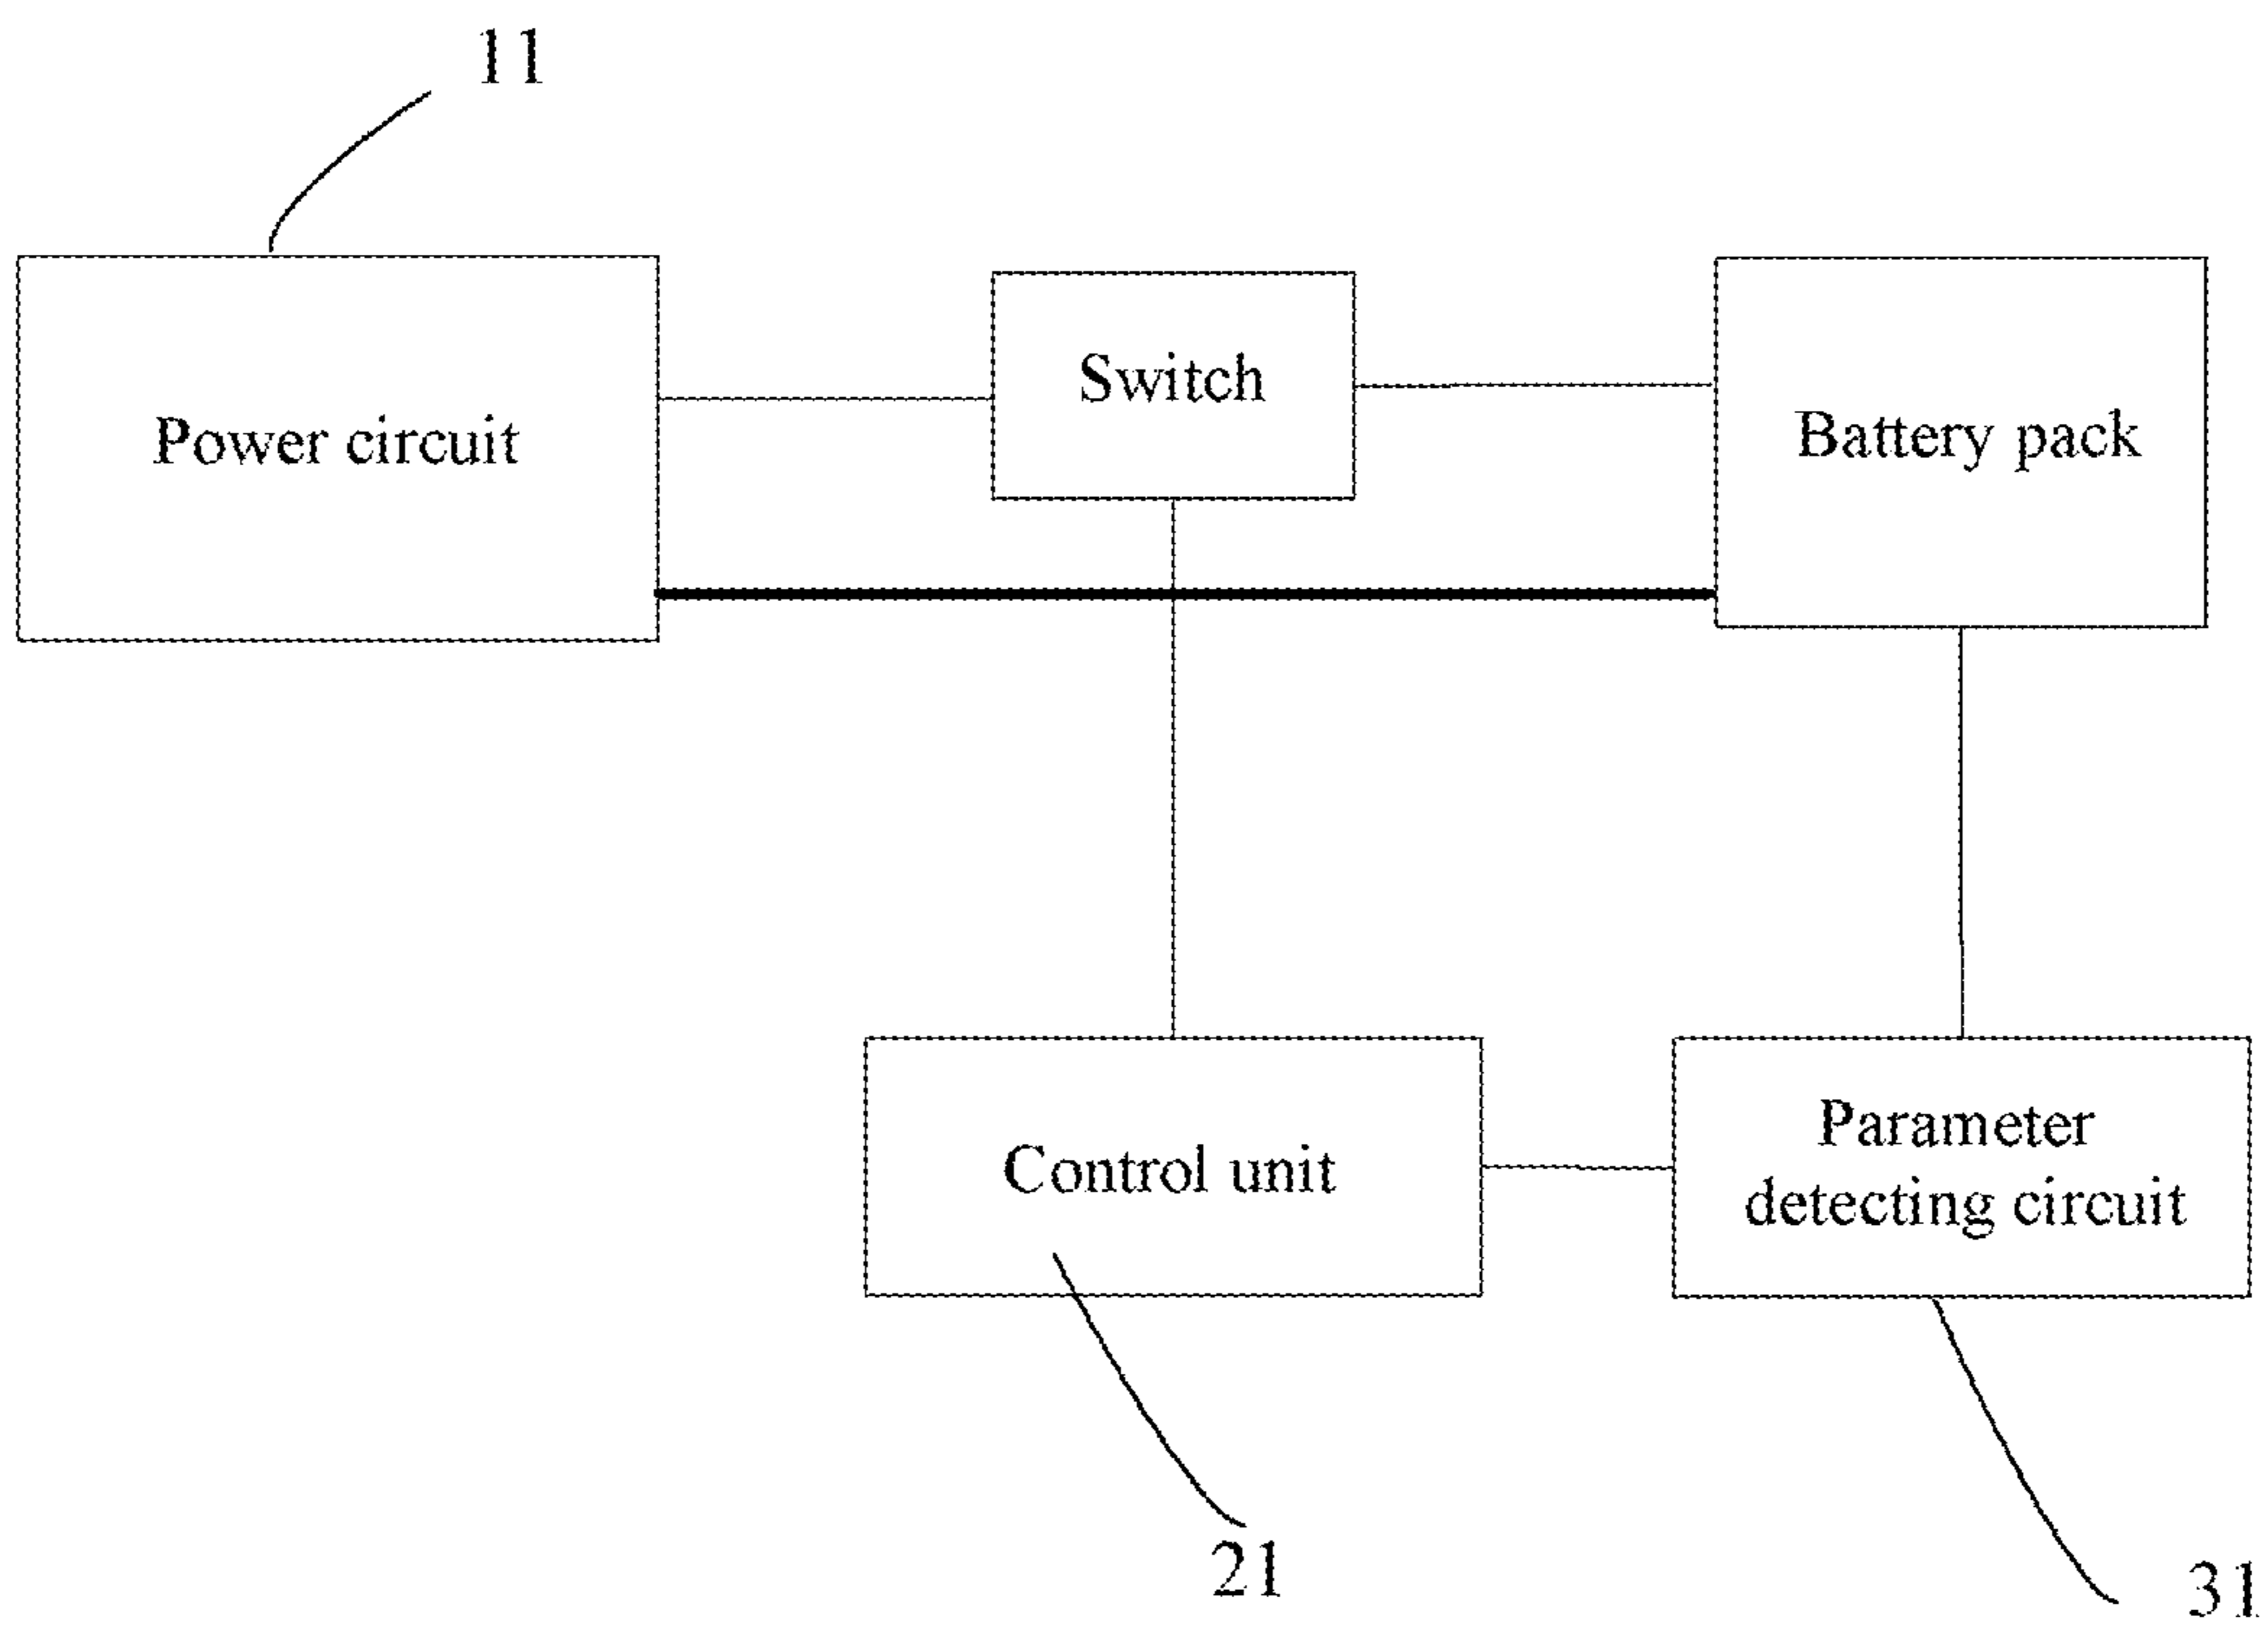 11
Power circuit
Switch
Battery pack
Control unit
Parameter
detecting circuit
21
31